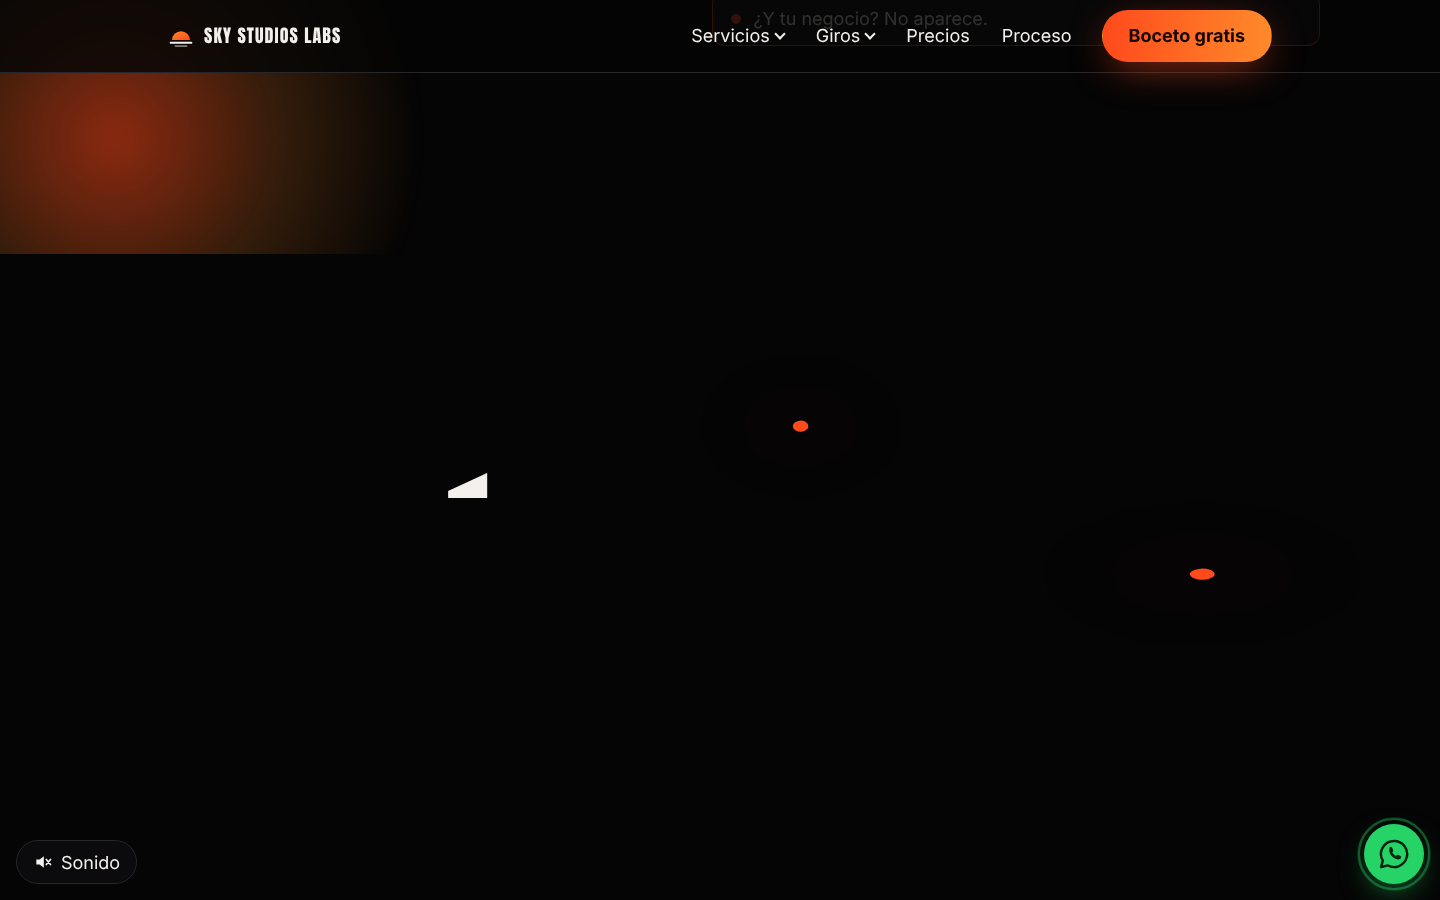 ¿Y tu negocio? No aparece.
SKY STUDIOS LABS
Servicios
Giros
Precios
Proceso
Boceto gratis
Sonido